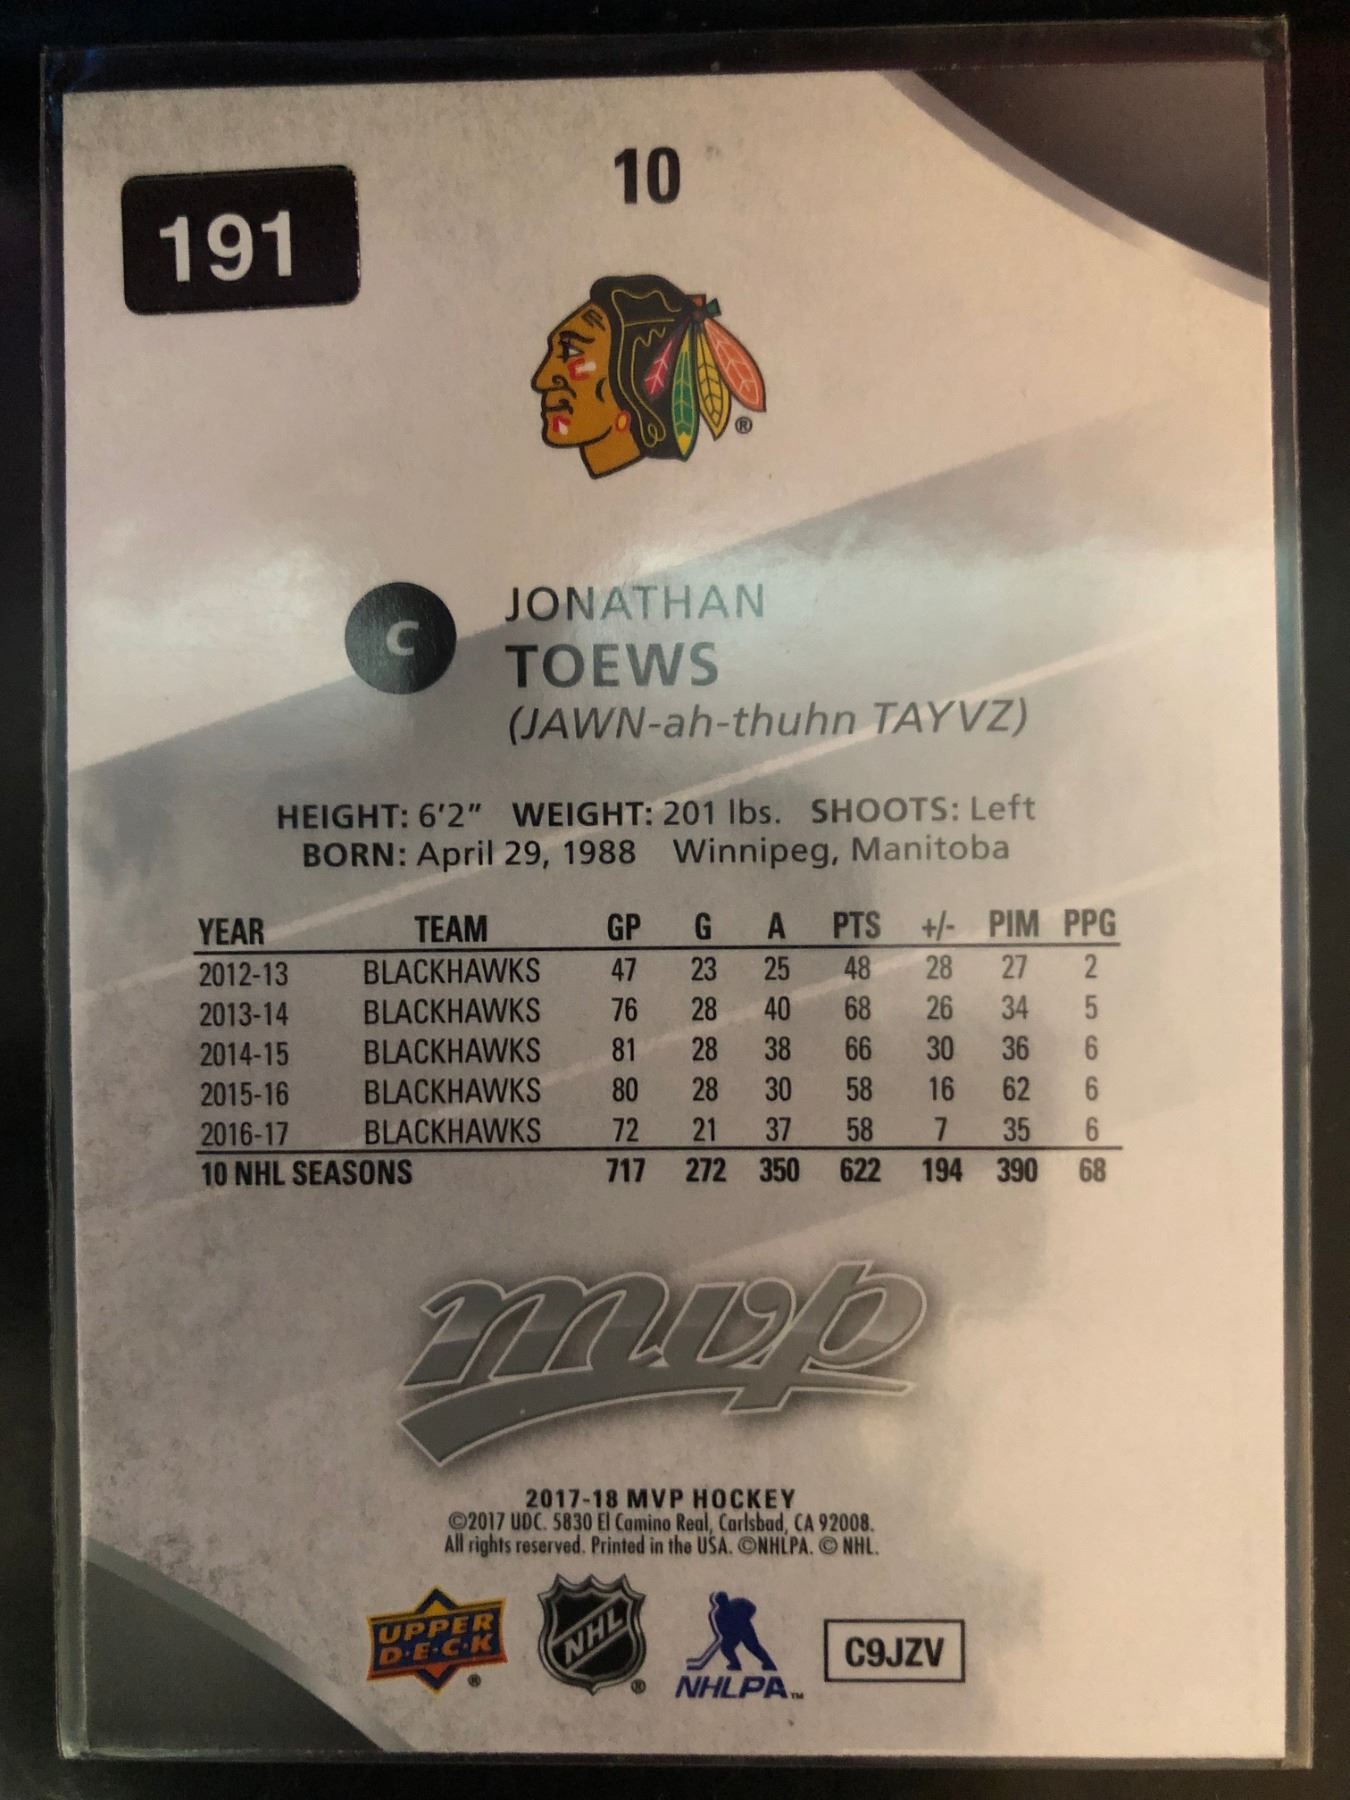 191
10
®
C
JONATHAN
TOEWS
(JAWN-ah-thuhn TAYVZ)
HEIGHT: 6'2" WEIGHT: 201 lbs. SHOOTS: Left
BORN: April 29, 1988 Winnipeg, Manitoba
YEAR TEAM GP G A PTS +/- PIM PPG
2012-13 BLACKHAWKS 47 23 25 48 28 27 2
2013-14 BLACKHAWKS 76 28 40 68 26 34 5
2014-15 BLACKHAWKS 81 28 38 66 30 36 6
2015-16 BLACKHAWKS 80 28 30 58 16 62 6
2016-17 BLACKHAWKS 72 21 37 58 7 35 6
10 NHL SEASONS 717 272 350 622 194 390 68
mvp
2017-18 MVP HOCKEY
©2017 UDC. 5830 El Camino Real, Carlsbad, CA 92008.
All rights reserved. Printed in the USA. ©NHLPA. © NHL.
UPPER
D·E·C·K ®
NHL ®
NHLPA™
C9JZV